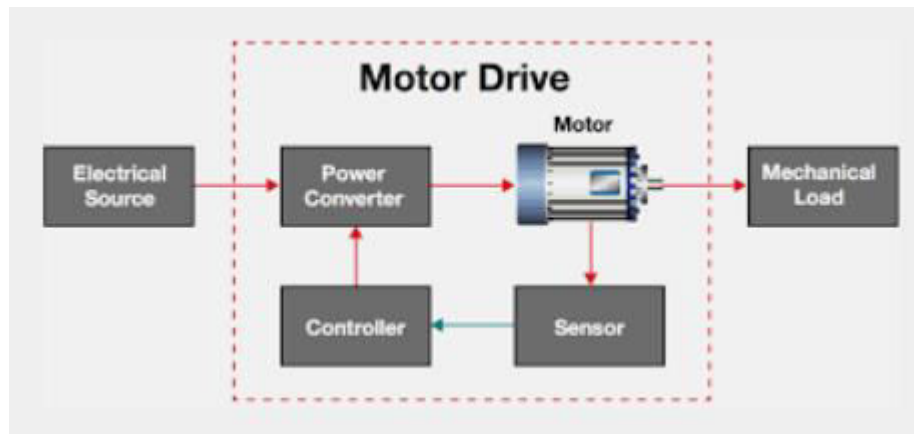 Motor Drive
Motor
Electrical
Source
Power
Converter
Mechanical
Load
Controller
Sensor